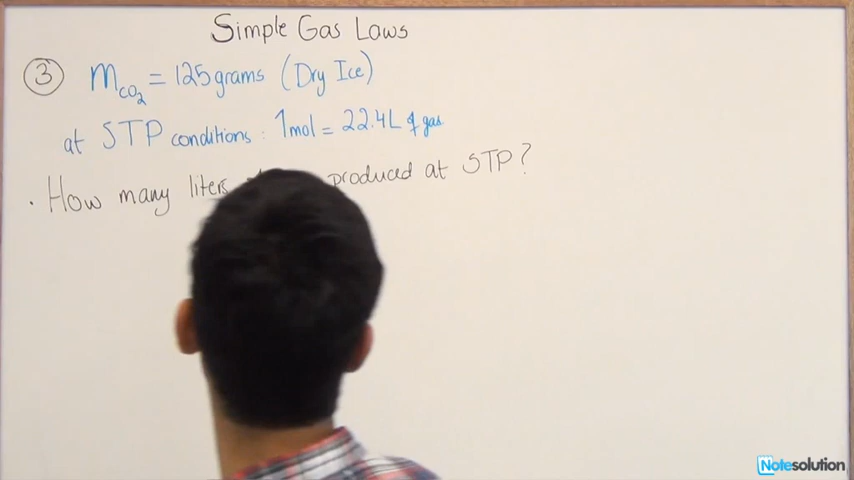 Simple Gas Laws
3 mCO2 = 125 grams (Dry Ice)
at STP conditions : 1 mol = 22.4 L of gas
· How many liters produced at STP?
Notesolution